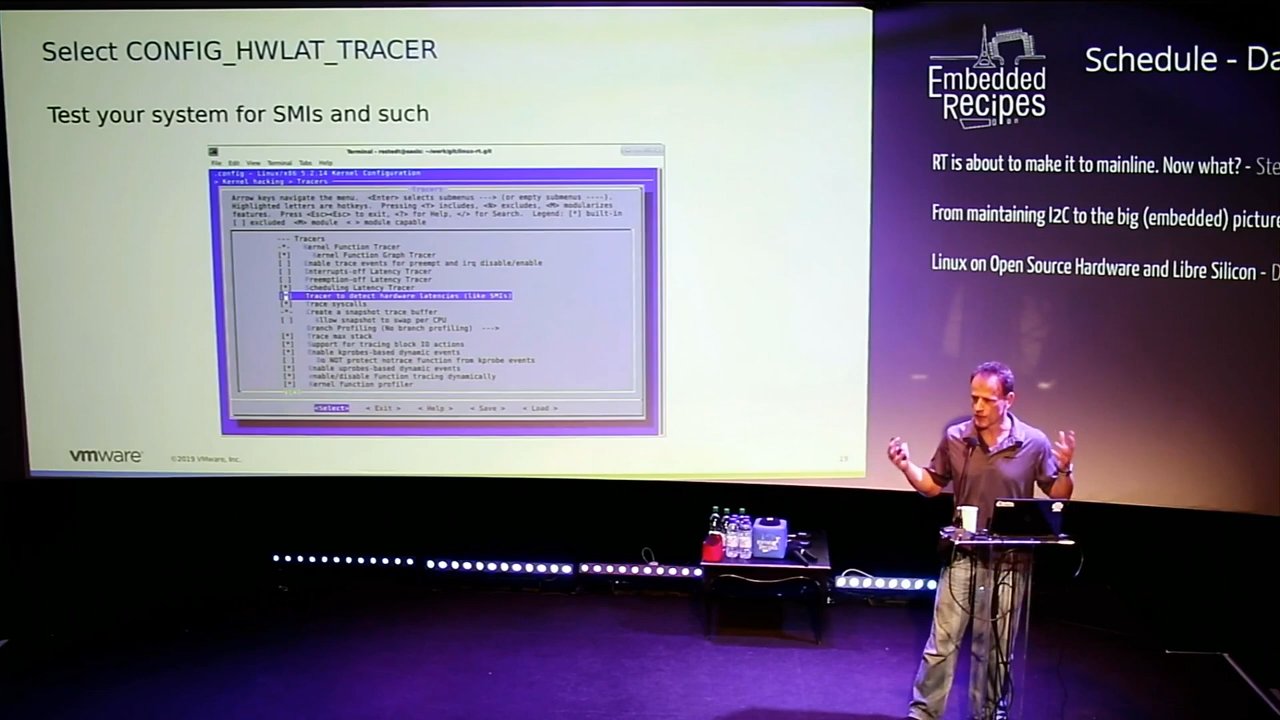 Select CONFIG_HWLAT_TRACER
Test your system for SMIs and such
Terminal - rostedt@
File Edit View Terminal Tabs Help
.config - Linux/x86 5.2.14 Kernel Configuration
> Kernel hacking > Tracers
Tracers
Arrow keys navigate the menu. <Enter> selects submenus ---> (or empty submenus ----).
Highlighted letters are hotkeys. Pressing <Y> includes, <N> excludes, <M> modularizes
features. Press <Esc><Esc> to exit, <?> for Help, </> for Search. Legend: [*] built-in
[ ] excluded <M> module < > module capable
--- Tracers
-*- Kernel Function Tracer
[*] Kernel Function Graph Tracer
[ ] Enable trace events for preempt and irq disable/enable
[ ] Interrupts-off Latency Tracer
[ ] Preemption-off Latency Tracer
[*] Scheduling Latency Tracer
[*] Tracer to detect hardware latencies (like SMIs)
[*] Trace syscalls
-*- Create a snapshot trace buffer
[ ] Allow snapshot to swap per CPU
Branch Profiling (No branch profiling) --->
[*] Trace max stack
[*] Support for tracing block IO actions
[*] Enable kprobes-based dynamic events
[ ] Do NOT protect notrace function from kprobe events
[*] Enable uprobes-based dynamic events
[*] enable/disable function tracing dynamically
[*] Kernel function profiler
<Select> < Exit > < Help > < Save > < Load >
vmware
©2019 VMware, Inc.
19
Embedded
Recipes
Schedule - Da
RT is about to make it to mainline. Now what? - Ste
From maintaining I2C to the big (embedded) picture
Linux on Open Source Hardware and Libre Silicon - D